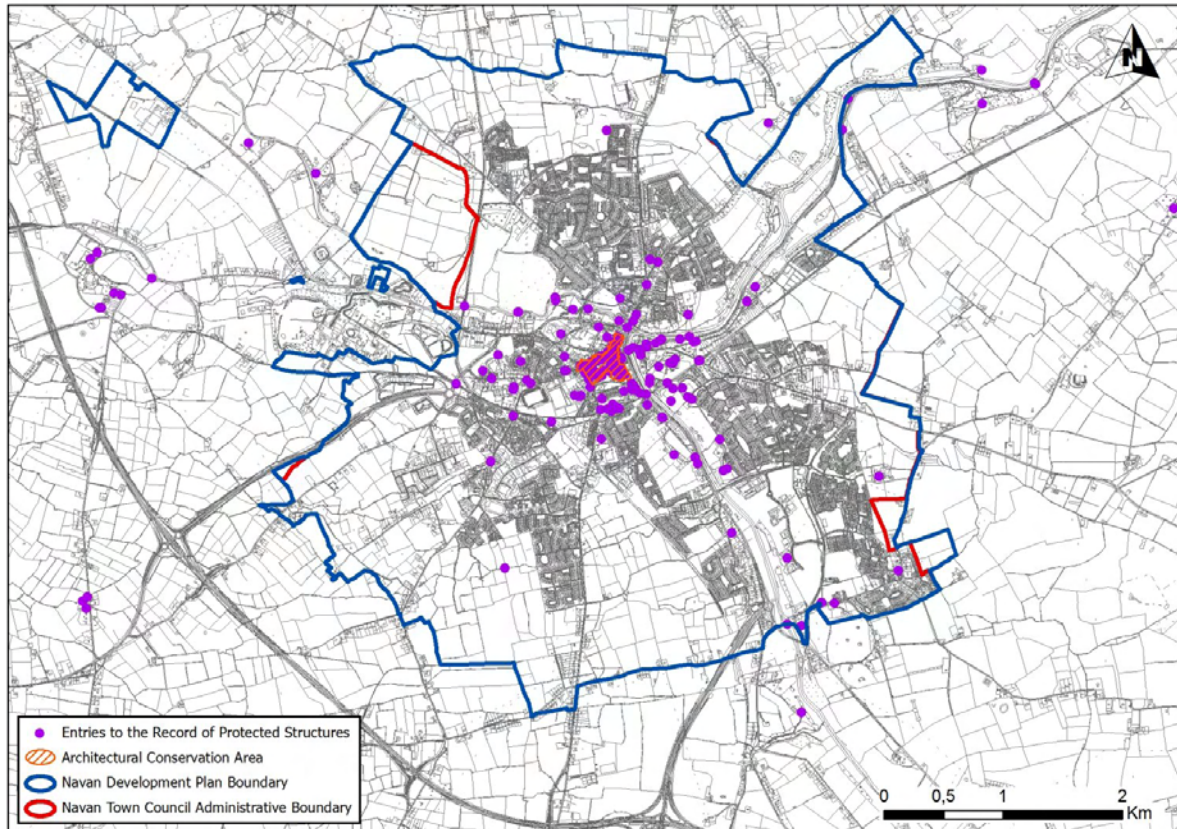 N
Entries to the Record of Protected Structures
Architectural Conservation Area
Navan Development Plan Boundary
Navan Town Council Administrative Boundary
0 0,5 1 2
Km